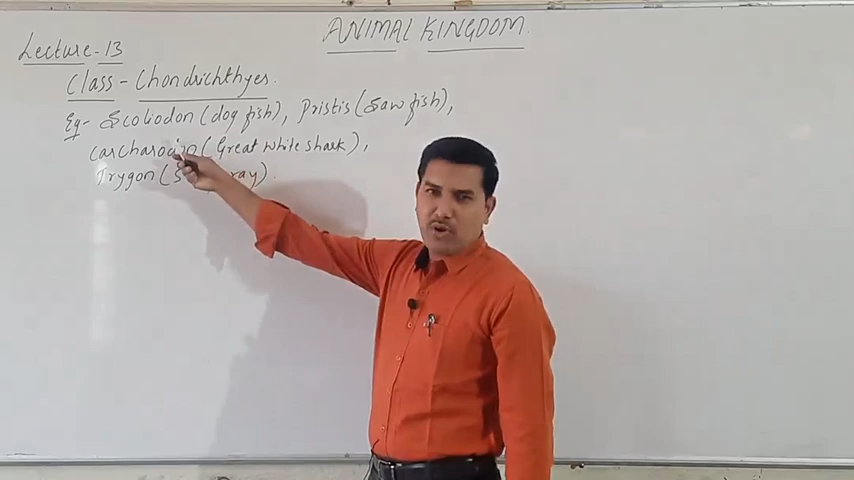 ANIMAL KINGDOM
Lecture-13
Class - Chondrichthyes.
Eg- Scoliodon (dog fish), Pristis (Saw fish),
(Great white shark),
Trygon (